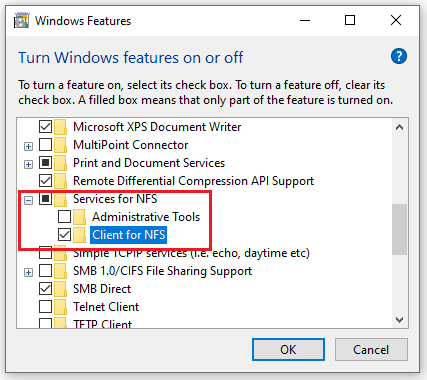 Windows Features
Turn Windows features on or off
To turn a feature on, select its check box. To turn a feature off, clear its
check box. A filled box means that only part of the feature is turned on.
Microsoft XPS Document Writer
MultiPoint Connector
Print and Document Services
Remote Differential Compression API Support
Services for NFS
Administrative Tools
Client for NFS
Simple TCPIP services (i.e. echo, daytime etc)
SMB 1.0/CIFS File Sharing Support
SMB Direct
Telnet Client
TFTP Client
OK Cancel